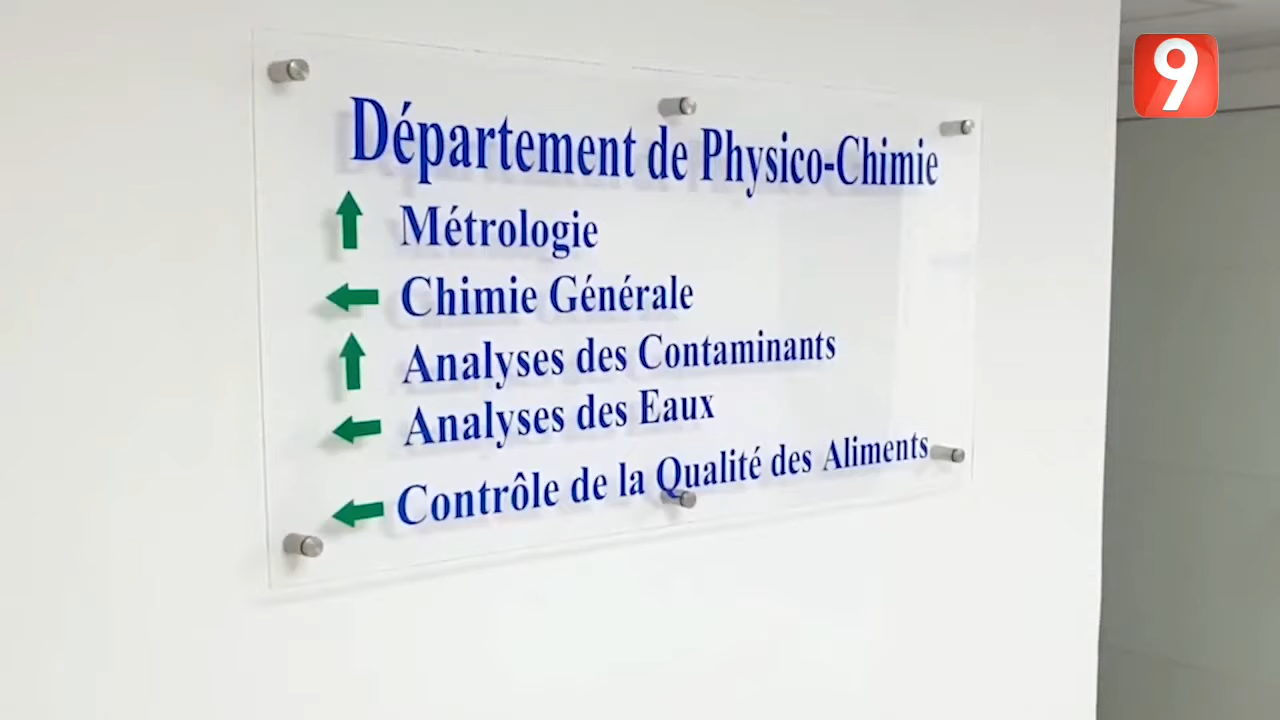 9
Département de Physico-Chimie
Métrologie
Chimie Générale
Analyses des Contaminants
Analyses des Eaux
Contrôle de la Qualité des Aliments